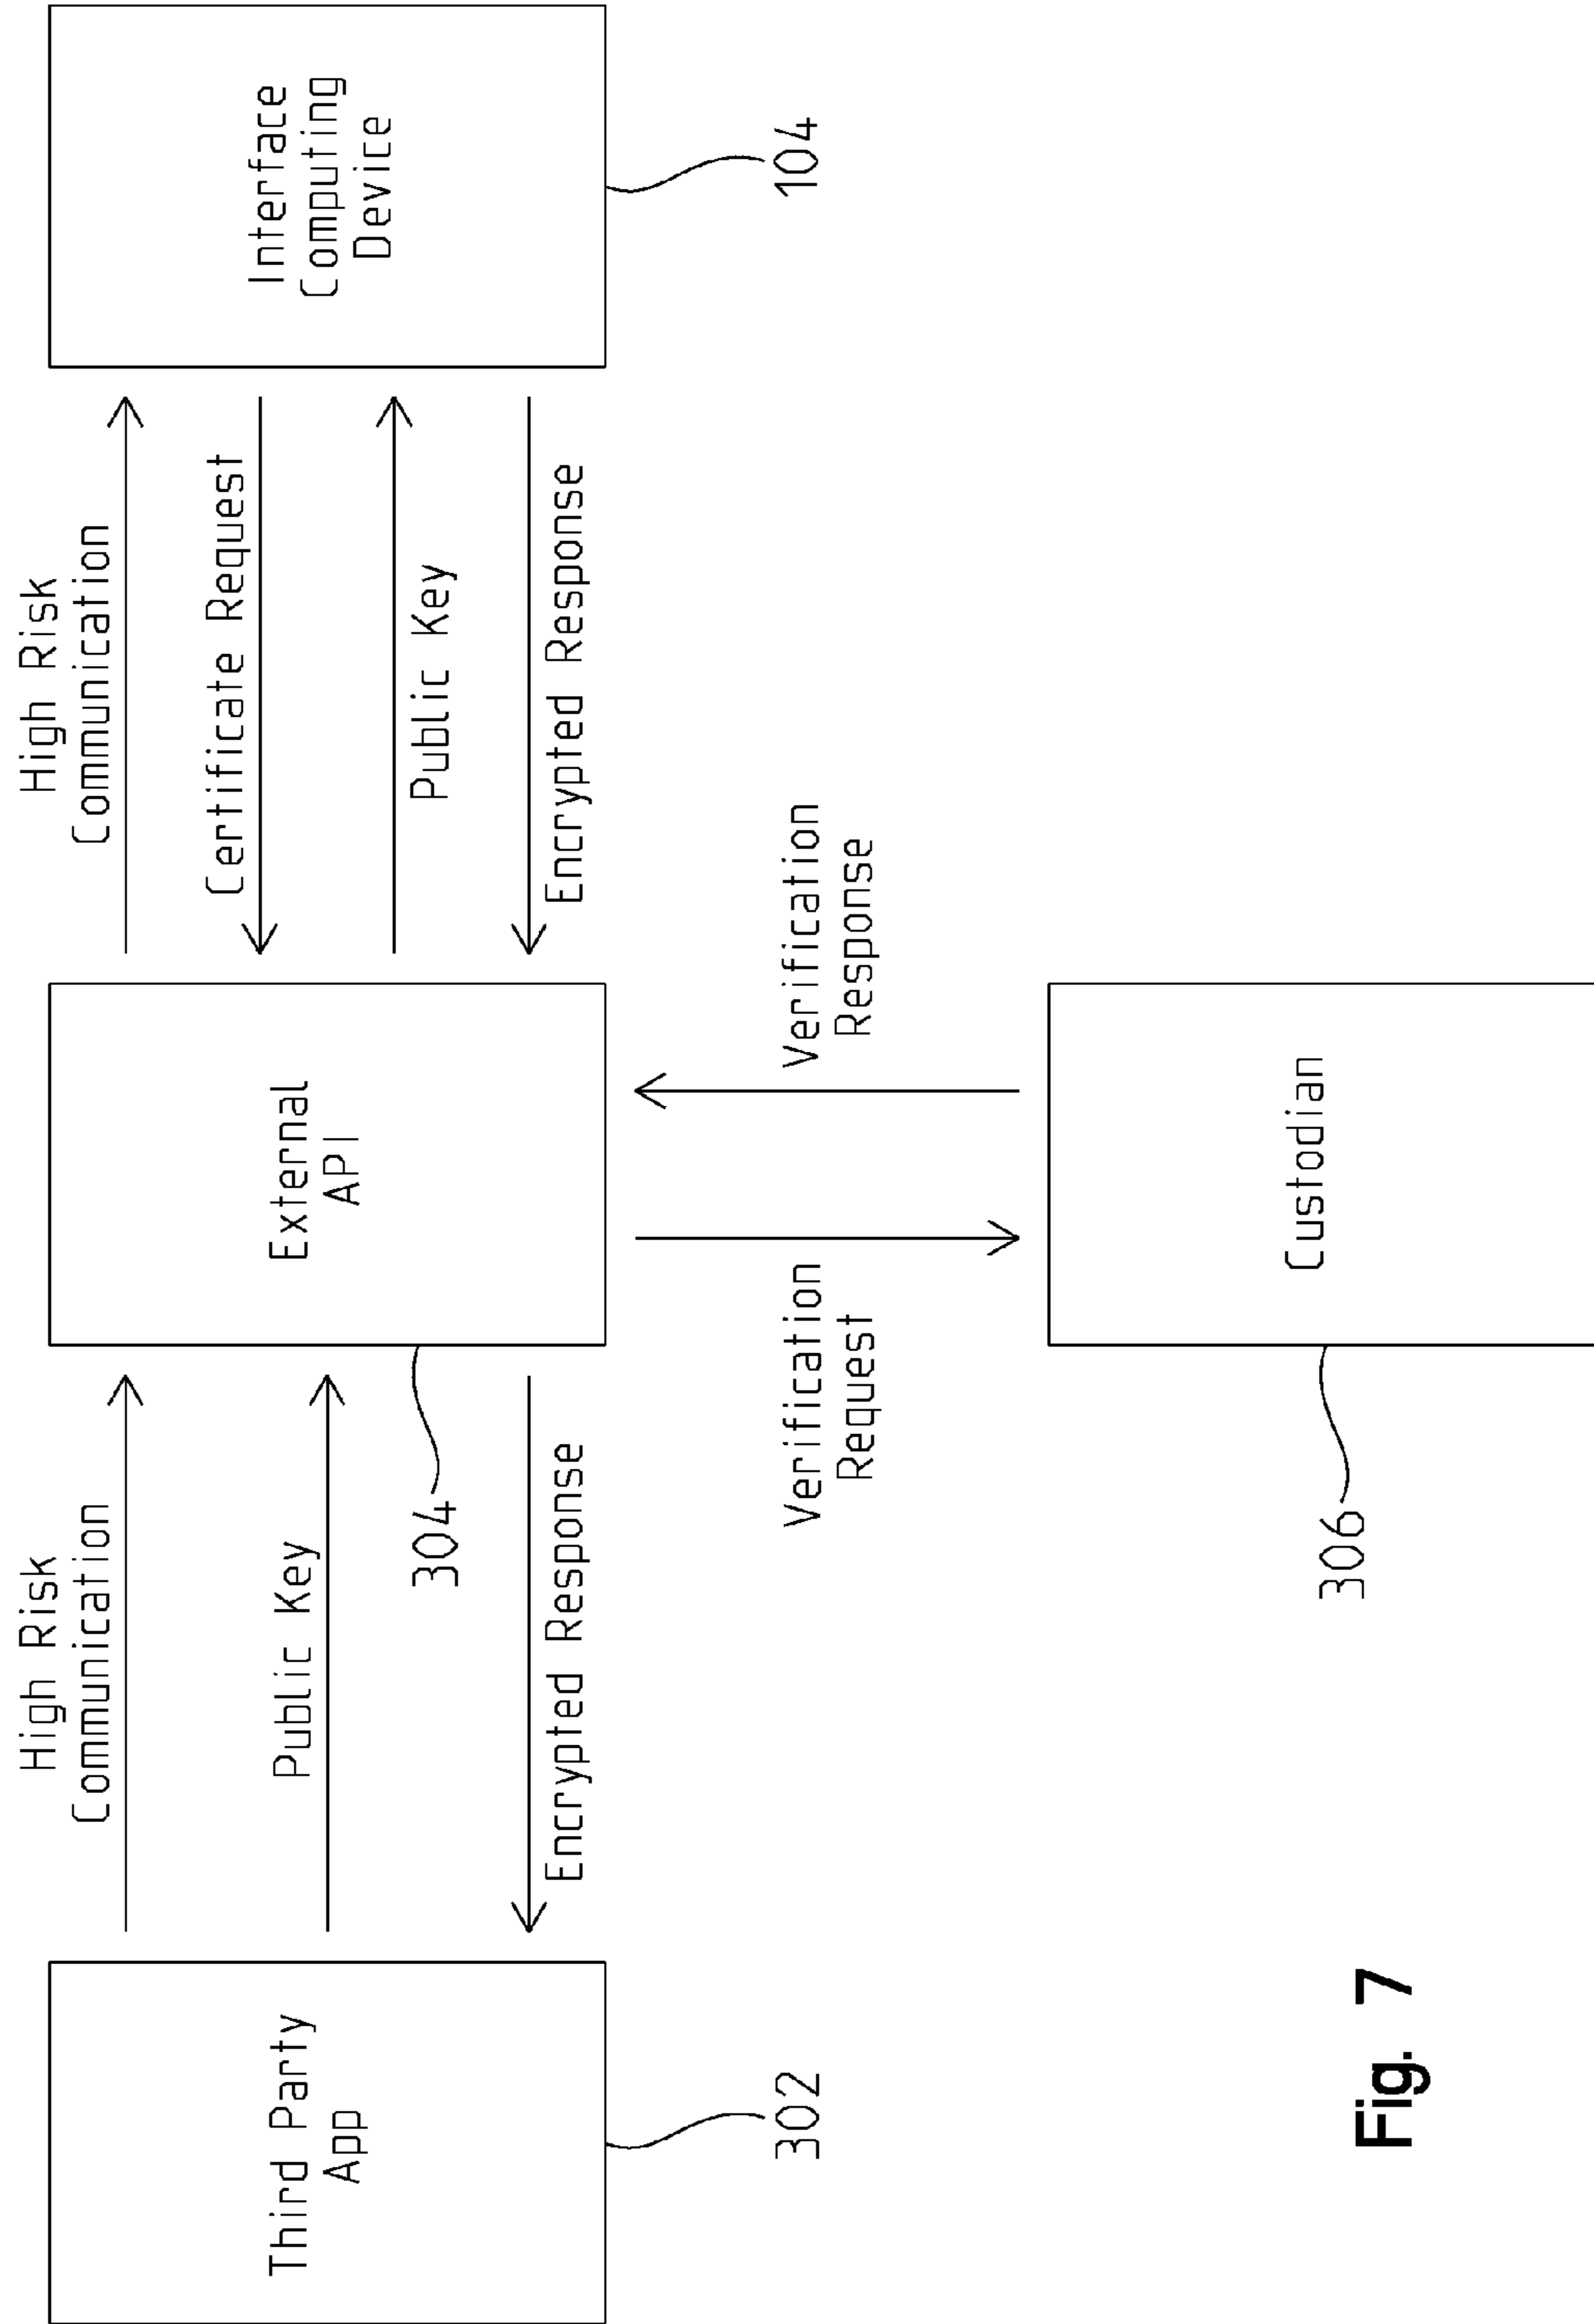 High Risk
Communication
Public Key
Encrypted Response
High Risk
Communication
Certificate Request
Public Key
Encrypted Response
Third Party
App
302
External
API
304
Interface
Computing
Device
104
Verification
Request
Verification
Response
Custodian
306
Fig. 7